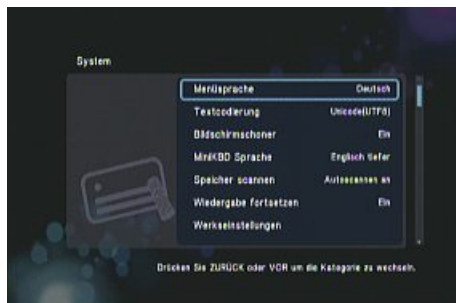 System
Menüsprache Deutsch
Textcodierung Unicode(UTF8)
Bildschirmschoner Ein
MiniKBD Sprache Englisch tiefer
Speicher scannen Autoscannen an
Wiedergabe fortsetzen Ein
Werkseinstellungen
Drücken Sie ZURÜCK oder VOR um die Kategorie zu wechseln.